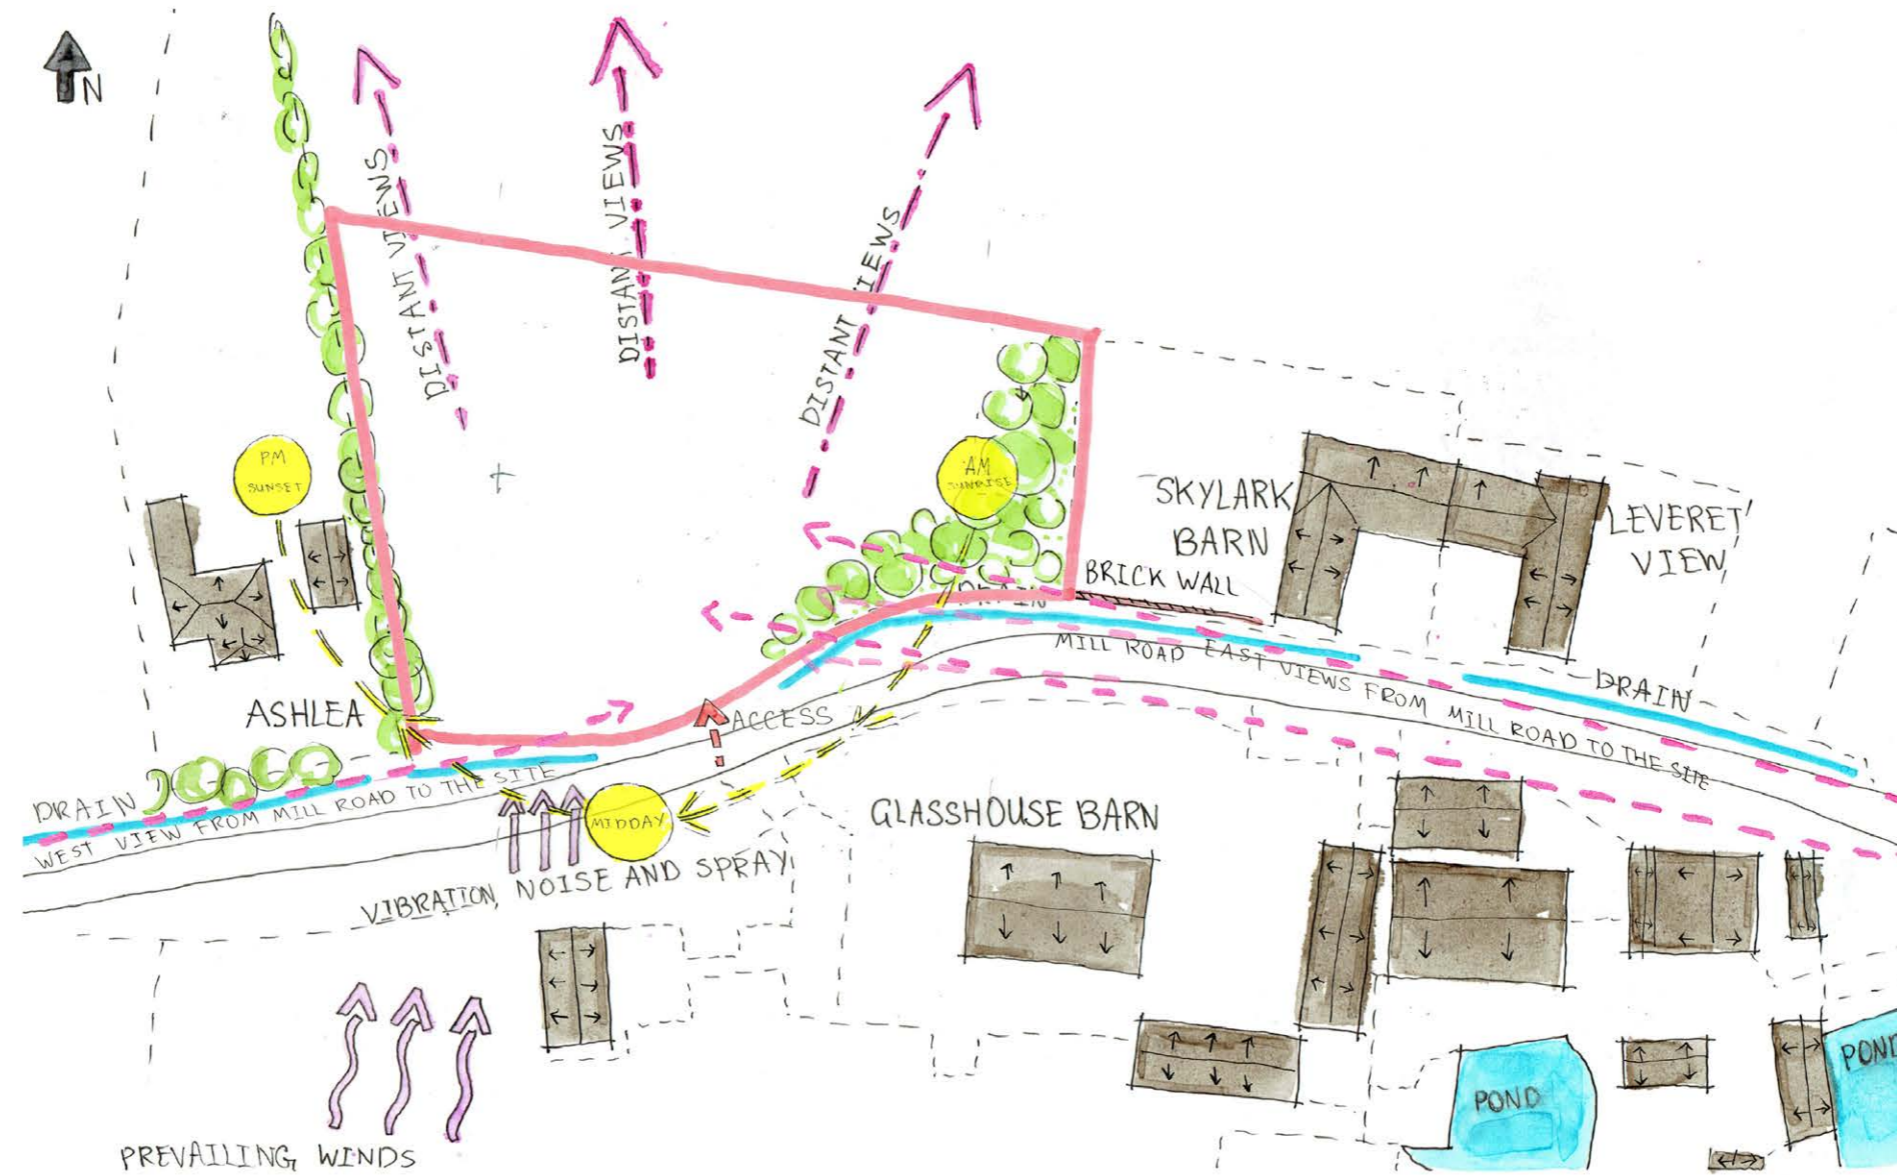 N
DISTANT VIEWS
DISTANT VIEWS
DISTANT VIEWS
PM
SUNSET
AM
SUNRISE
SKYLARK
BARN
LEVERET'
VIEW
BRICK WALL
DRAIN
MILL ROAD EAST VIEWS FROM MILL ROAD TO THE SITE
DRAIN
ASHLEA
ACCESS
DRAIN
WEST VIEW FROM MILL ROAD TO THE SITE
MIDDAY
GLASSHOUSE BARN
VIBRATION, NOISE AND SPRAY
POND
POND
PREVAILING WINDS